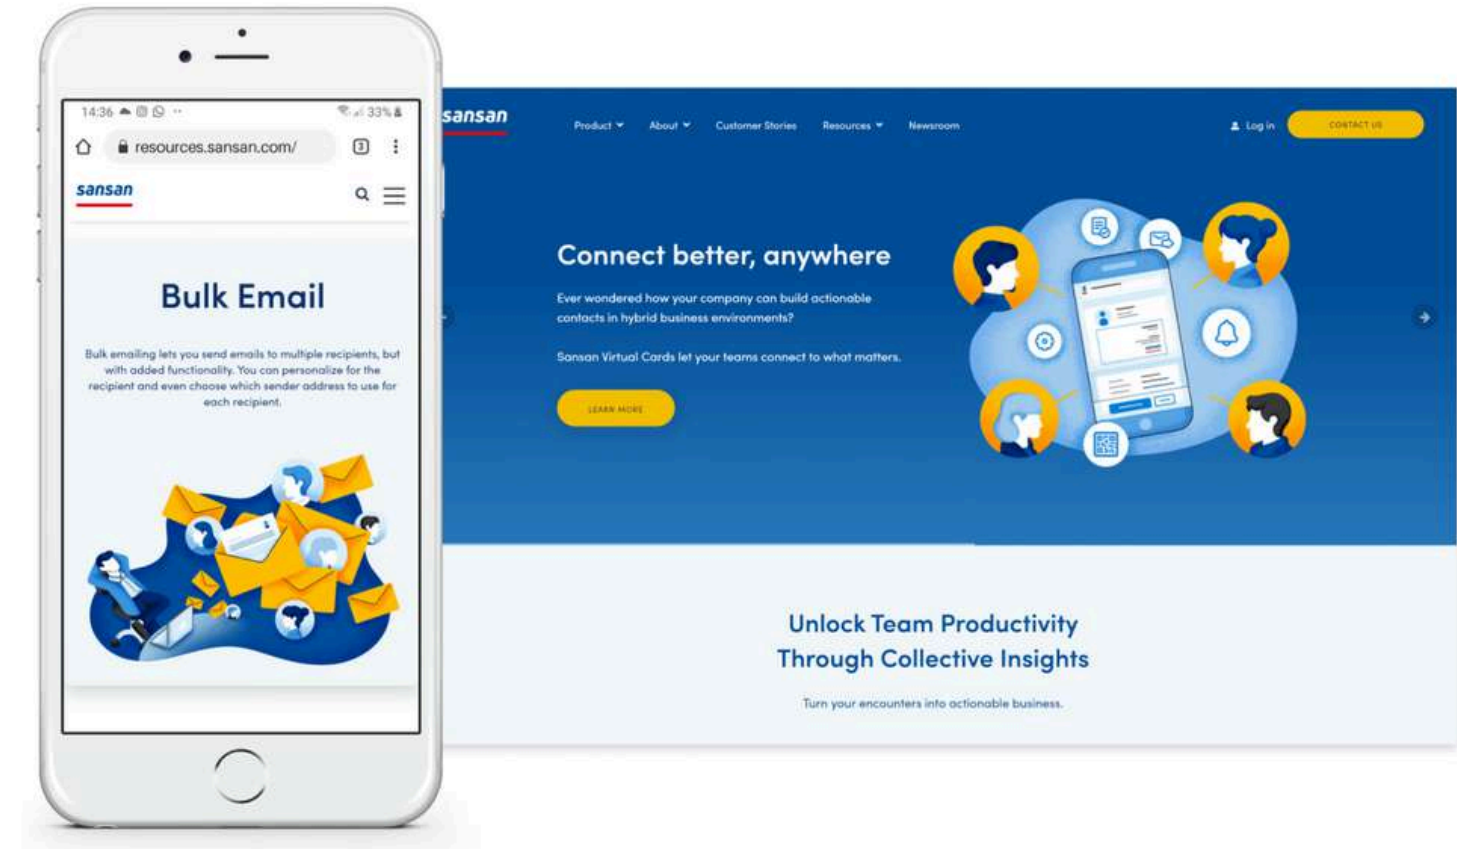 14:36
33%
resources.sansan.com/
3
sansan
Bulk Email
Bulk emailing lets you send emails to multiple recipients, but
with added functionality. You can personalize for the
recipient and even choose which sender address to use for
each recipient.
sansan
Product
About
Customer Stories
Resources
Newsroom
Log in
CONTACT US
Connect better, anywhere
Ever wondered how your company can build actionable
contacts in hybrid business environments?
Sansan Virtual Cards let your teams connect to what matters.
LEARN MORE
Unlock Team Productivity
Through Collective Insights
Turn your encounters into actionable business.